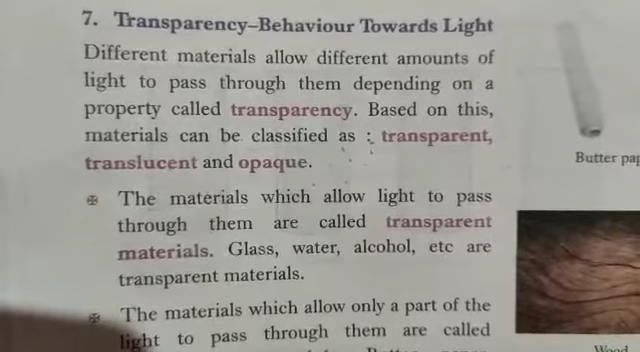 7. Transparency–Behaviour Towards Light
Different materials allow different amounts of
light to pass through them depending on a
property called transparency. Based on this,
materials can be classified as : transparent,
translucent and opaque.
The materials which allow light to pass
through them are called transparent
materials. Glass, water, alcohol, etc are
transparent materials.
The materials which allow only a part of the
light to pass through them are called
Butter pap
Wood